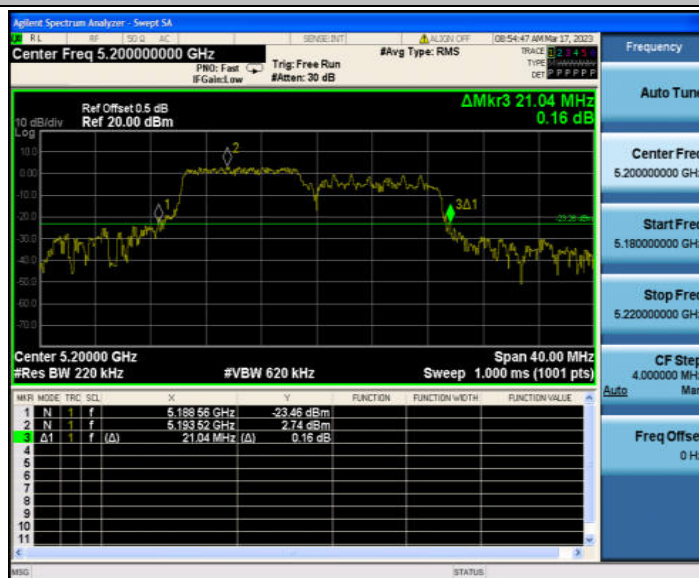 Agilent Spectrum Analyzer - Swept SA
RL RF 50 Ω AC SENSE:INT ALIGN OFF 08:54:47 AM Mar 17, 2023
Center Freq 5.200000000 GHz
PNO: Fast
IFGain:Low
Trig: Free Run
#Atten: 30 dB
#Avg Type: RMS
TRACE 1 2 3 4 5 6
TYPE
DET P P P P P P
Ref Offset 0.5 dB
Ref 20.00 dBm
ΔMkr3 21.04 MHz
0.16 dB
10 dB/div
Log
10.0
0.00
-10.0
-20.0
-30.0
-40.0
-50.0
-60.0
-70.0
1
2
3Δ1
Center 5.20000 GHz
Span 40.00 MHz
#Res BW 220 kHz
#VBW 620 kHz
Sweep 1.000 ms (1001 pts)
MKR MODE TRC SCL X Y FUNCTION FUNCTION WIDTH FUNCTION VALUE
1 N 1 f 5.188 56 GHz -23.46 dBm
2 N 1 f 5.193 52 GHz 2.74 dBm
3 Δ1 1 f (Δ) 21.04 MHz (Δ) 0.16 dB
4
5
6
7
8
9
10
11
MSG
STATUS
Frequency
Auto Tune
Center Freq
5.200000000 GHz
Start Freq
5.180000000 GHz
Stop Freq
5.220000000 GHz
CF Step
4.000000 MHz
Auto Man
Freq Offset
0 Hz